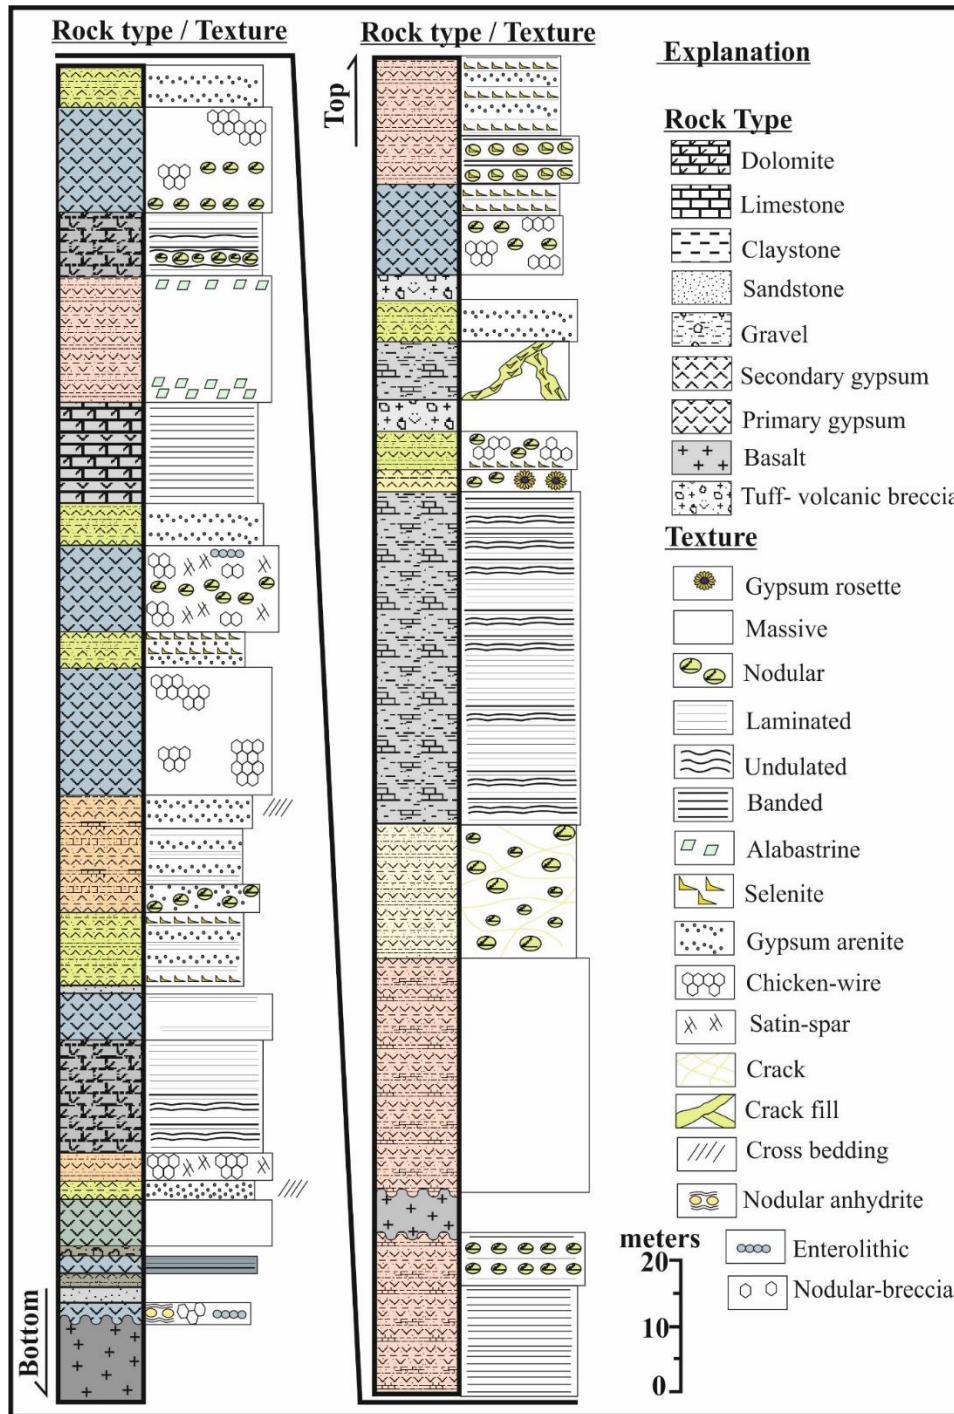 Rock type / Texture
Bottom
Rock type / Texture
Top
Explanation
Rock Type
Dolomite
Limestone
Claystone
Sandstone
Gravel
Secondary gypsum
Primary gypsum
Basalt
Tuff- volcanic breccia
Texture
Gypsum rosette
Massive
Nodular
Laminated
Undulated
Banded
Alabastrine
Selenite
Gypsum arenite
Chicken-wire
Satin-spar
Crack
Crack fill
Cross bedding
Nodular anhydrite
Enterolithic
Nodular-breccia
meters
20
10
0